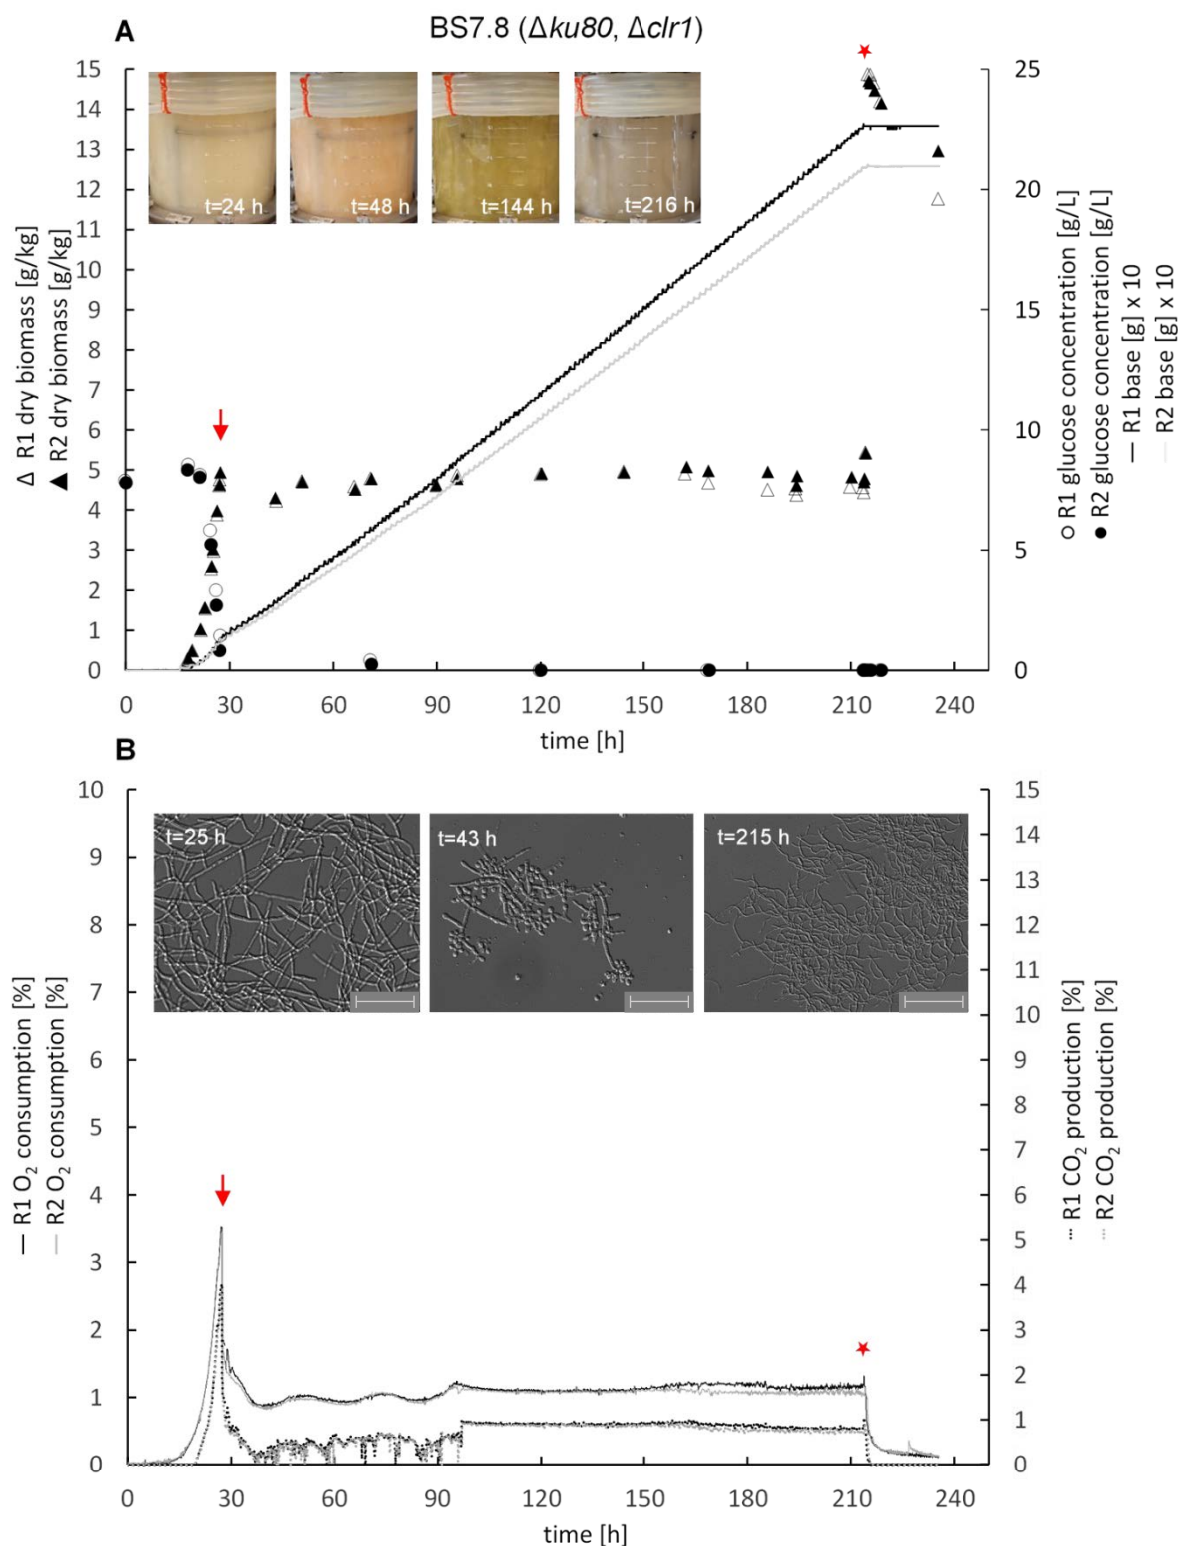 A
BS7.8 (Δku80, Δclr1)
t=24 h
t=48 h
t=144 h
t=216 h
15
14
13
12
11
10
9
8
7
6
5
4
3
2
1
0
Δ R1 dry biomass [g/kg]
▲ R2 dry biomass [g/kg]
25
20
15
10
5
0
○ R1 glucose concentration [g/L]
● R2 glucose concentration [g/L]
— R1 base [g] x 10
— R2 base [g] x 10
0 30 60 90 120 150 180 210 240
time [h]
B
t=25 h
t=43 h
t=215 h
10
9
8
7
6
5
4
3
2
1
0
— R1 O₂ consumption [%]
— R2 O₂ consumption [%]
15
14
13
12
11
10
9
8
7
6
5
4
3
2
1
0
R1 CO₂ production [%]
R2 CO₂ production [%]
0 30 60 90 120 150 180 210 240
time [h]